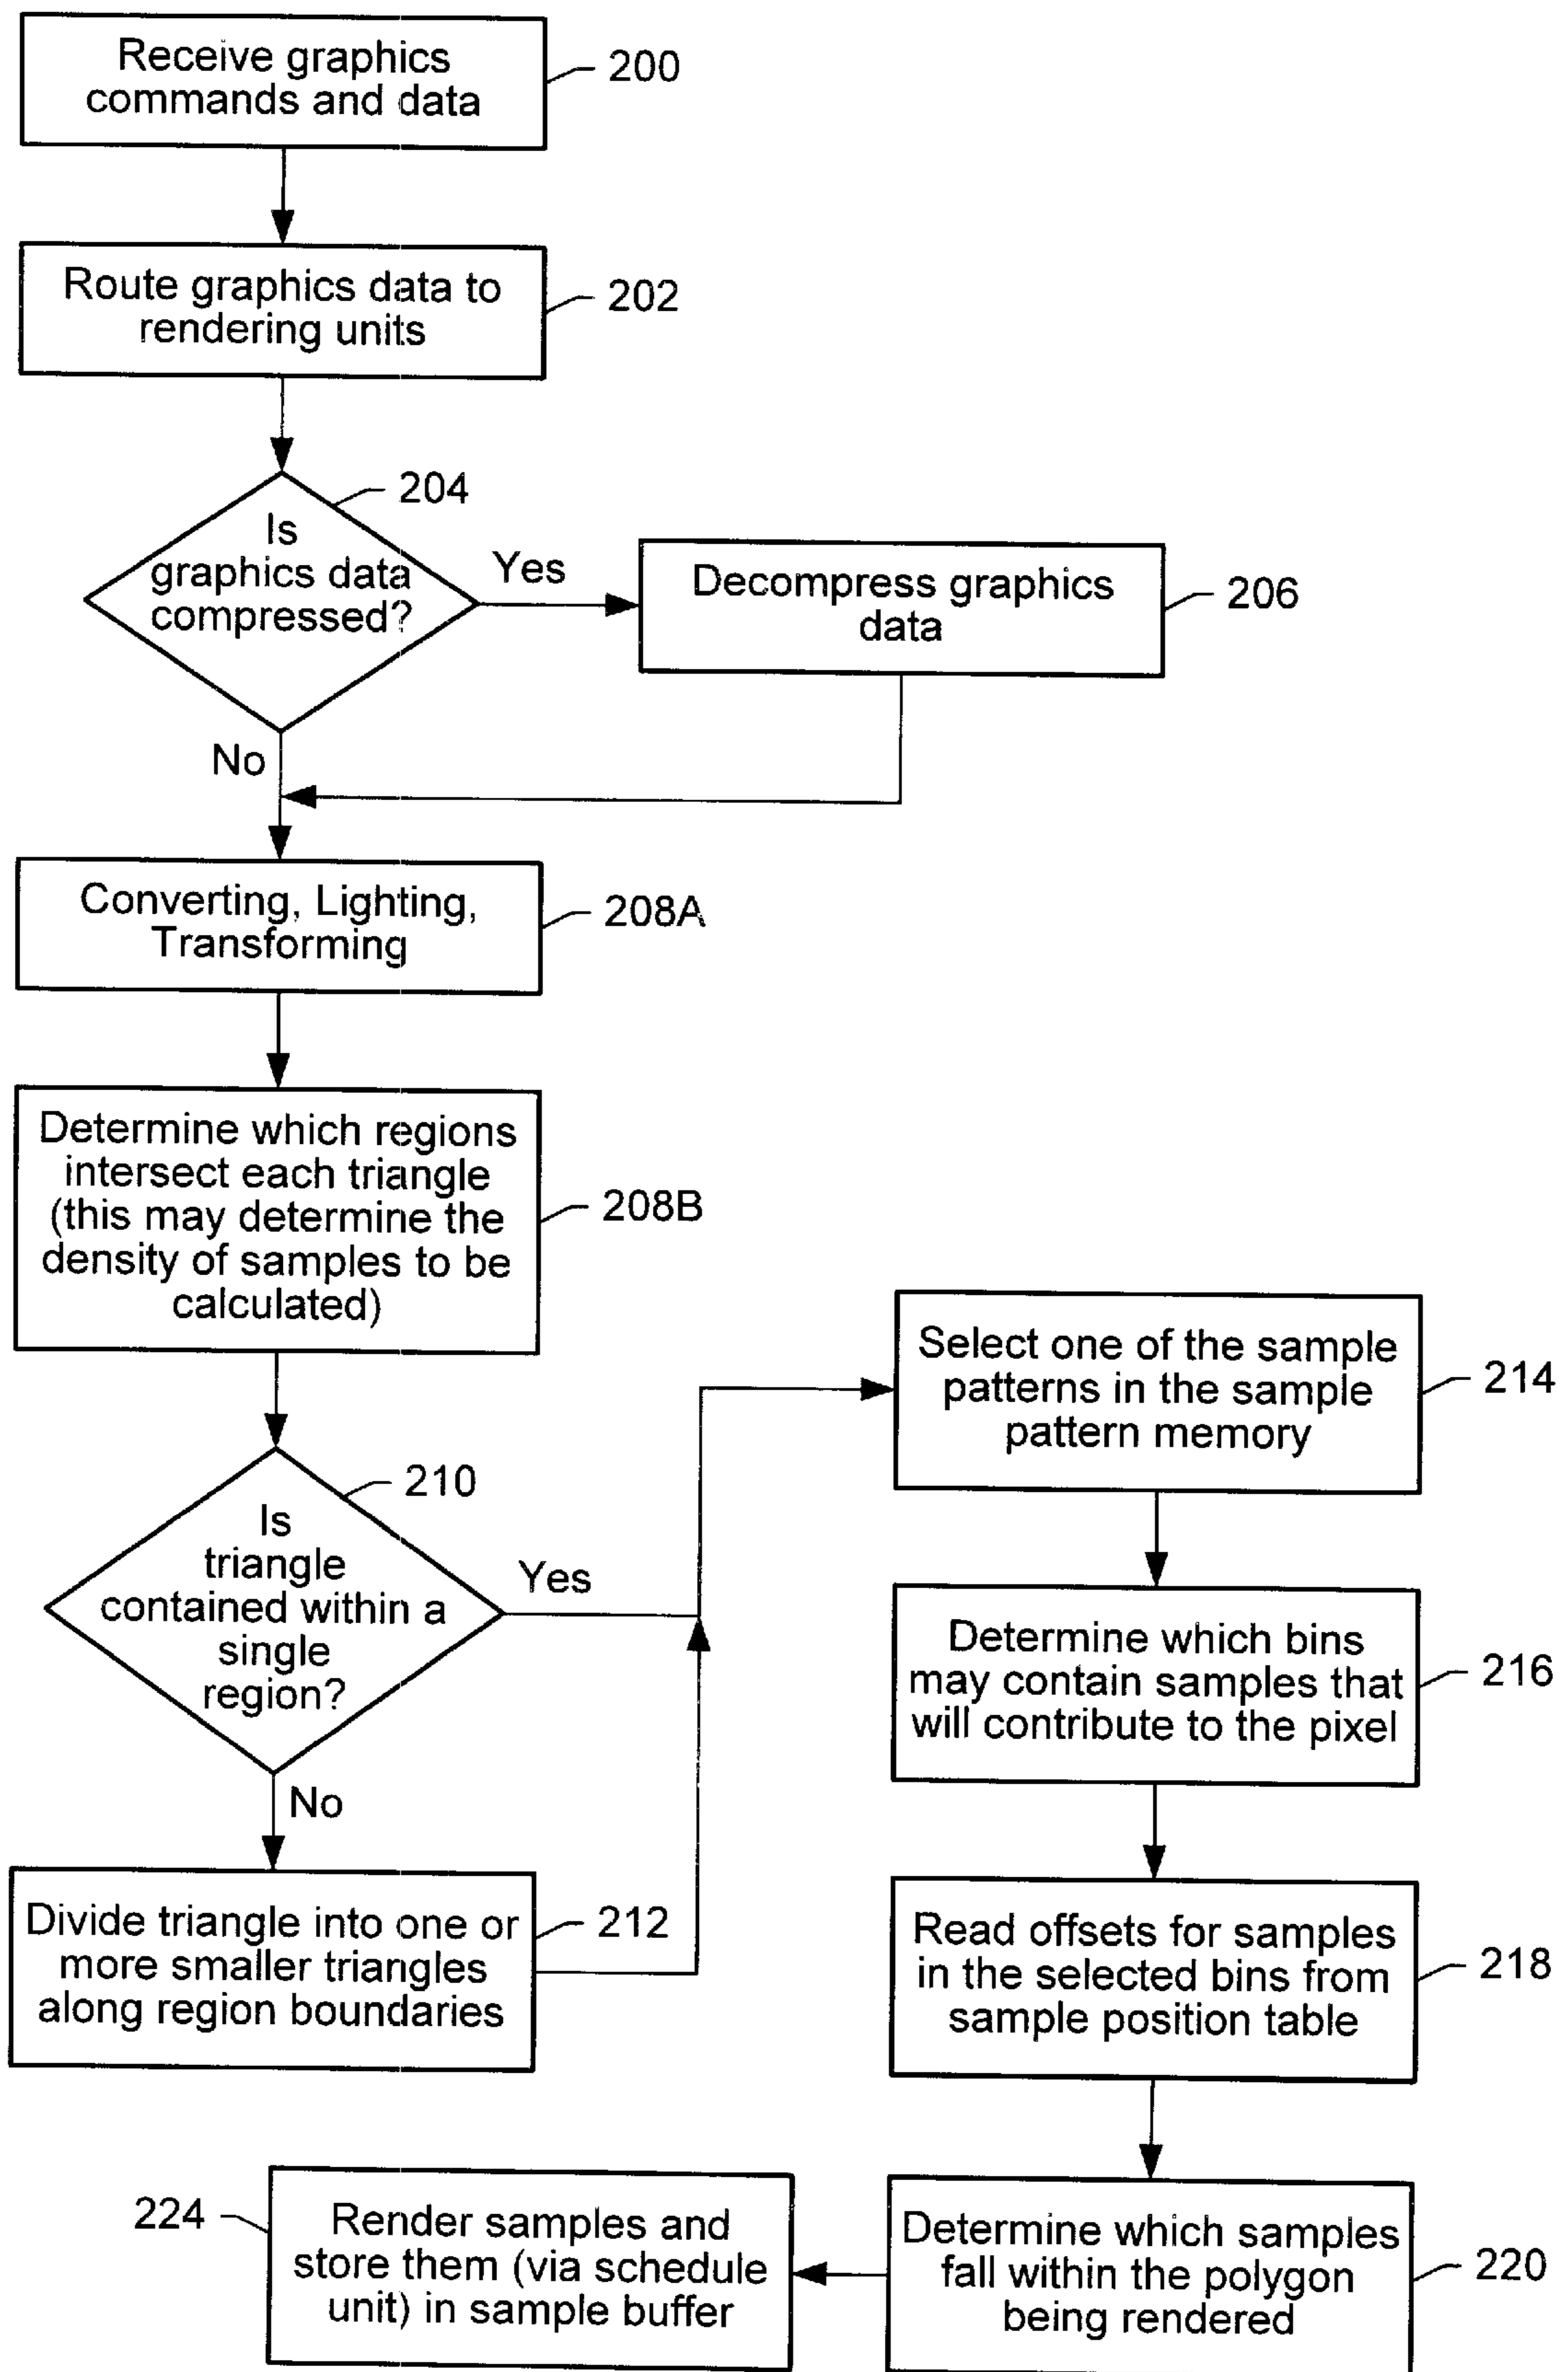 Receive graphics
commands and data
200
Route graphics data to
rendering units
202
204
Is
graphics data
compressed?
Yes
Decompress graphics
data
206
No
Converting, Lighting,
Transforming
208A
Determine which regions
intersect each triangle
(this may determine the
density of samples to be
calculated)
208B
210
Is
triangle
contained within a
single
region?
Yes
No
Divide triangle into one or
more smaller triangles
along region boundaries
212
Select one of the sample
patterns in the sample
pattern memory
214
Determine which bins
may contain samples that
will contribute to the pixel
216
Read offsets for samples
in the selected bins from
sample position table
218
Determine which samples
fall within the polygon
being rendered
220
224
Render samples and
store them (via schedule
unit) in sample buffer